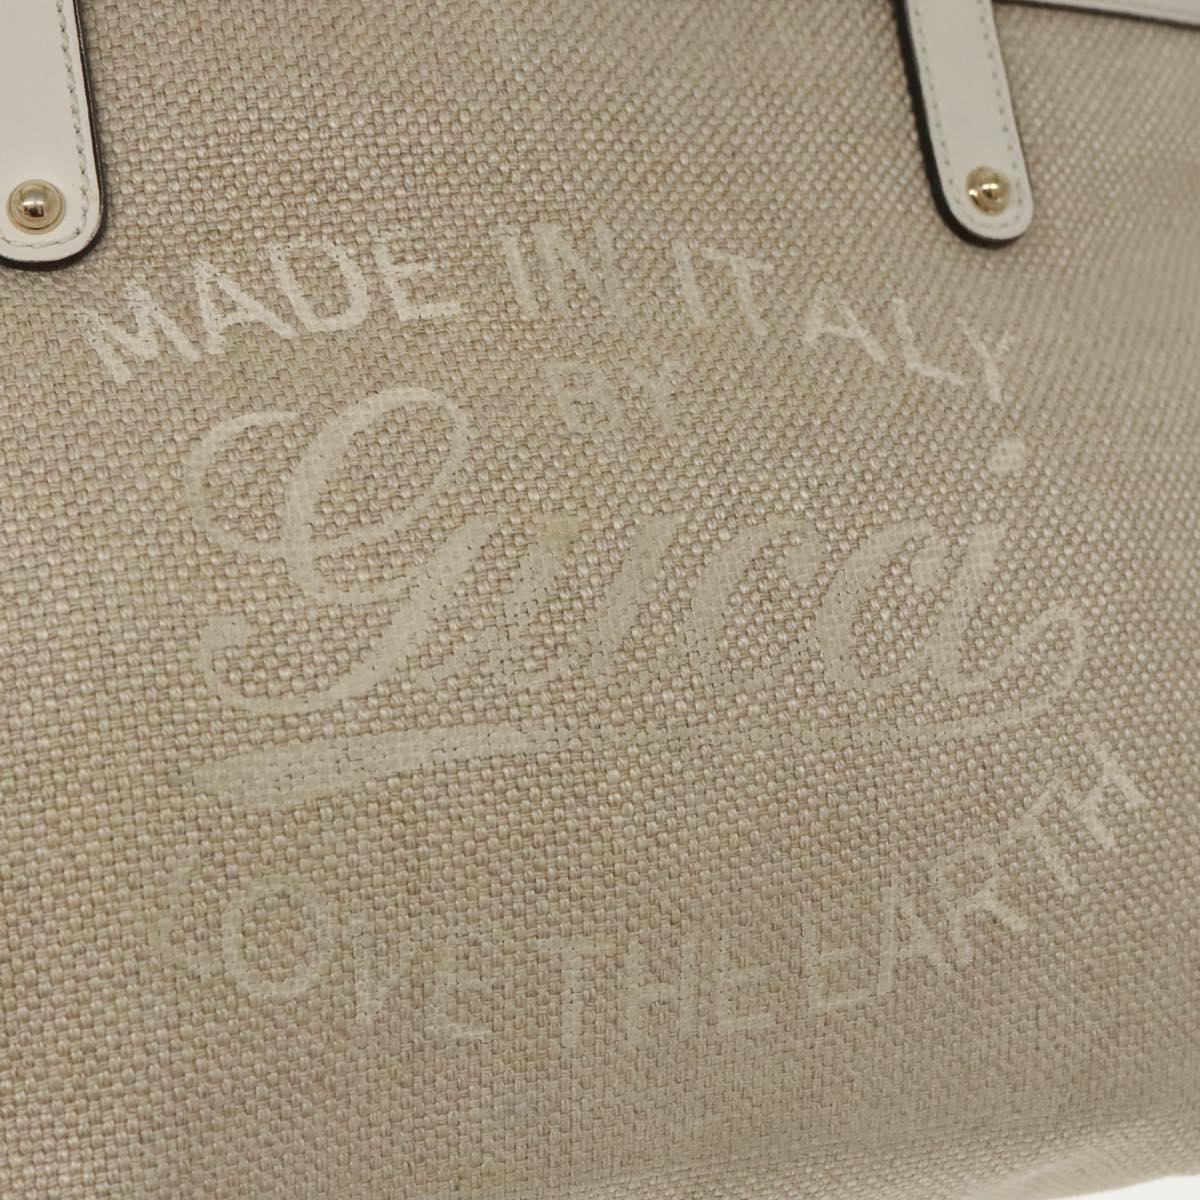 MADE IN ITALY
BY
Gucci
LOVE THE EARTH